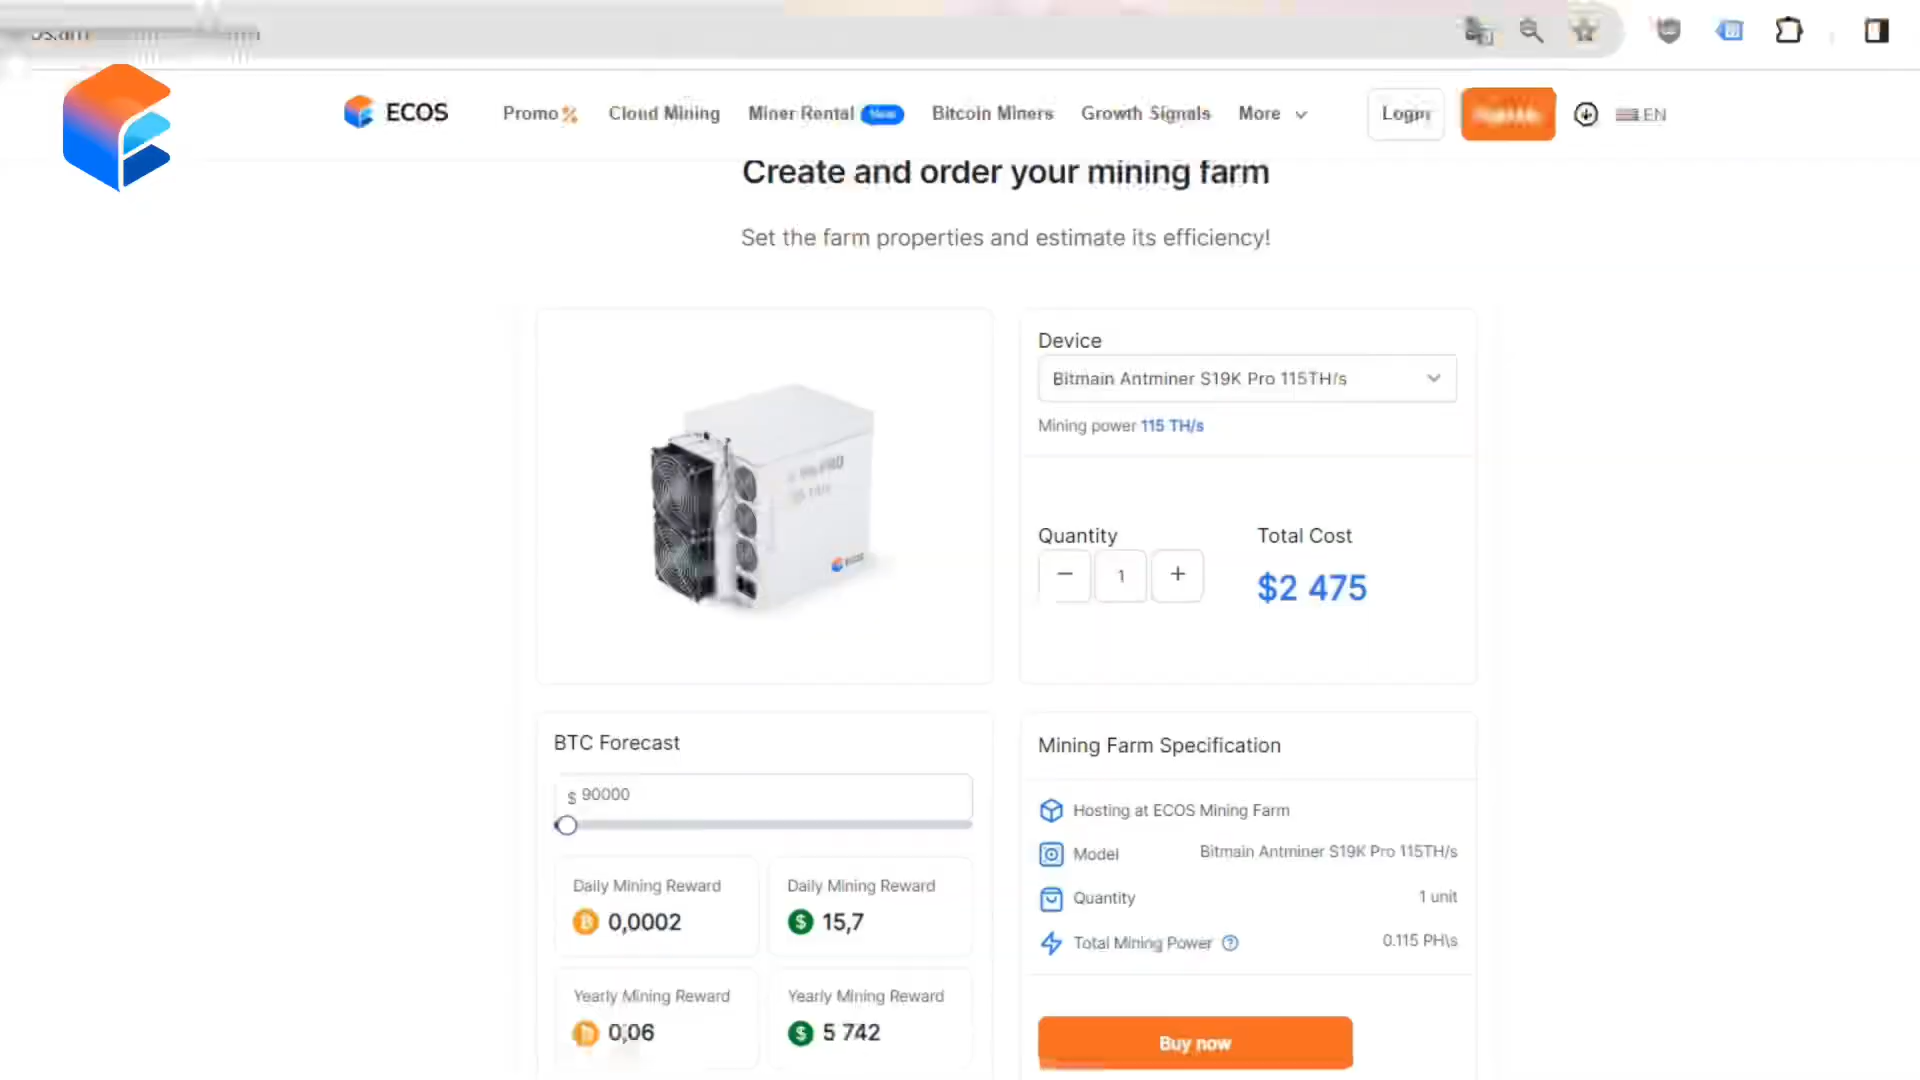 ECOS
Promo
Cloud Mining
Miner Rental
Bitcoin Miners
Growth Signals
More
Login
EN
Create and order your mining farm
Set the farm properties and estimate its efficiency!
Device
Bitmain Antminer S19K Pro 115TH/s
Mining power 115 TH/s
Quantity
Total Cost
− 1 +
$2 475
BTC Forecast
$ 90000
Daily Mining Reward
0,0002
Daily Mining Reward
$ 15,7
Yearly Mining Reward
0,06
Yearly Mining Reward
$ 5 742
Mining Farm Specification
Hosting at ECOS Mining Farm
Model Bitmain Antminer S19K Pro 115TH/s
Quantity 1 unit
Total Mining Power ? 0.115 PH\s
Buy now